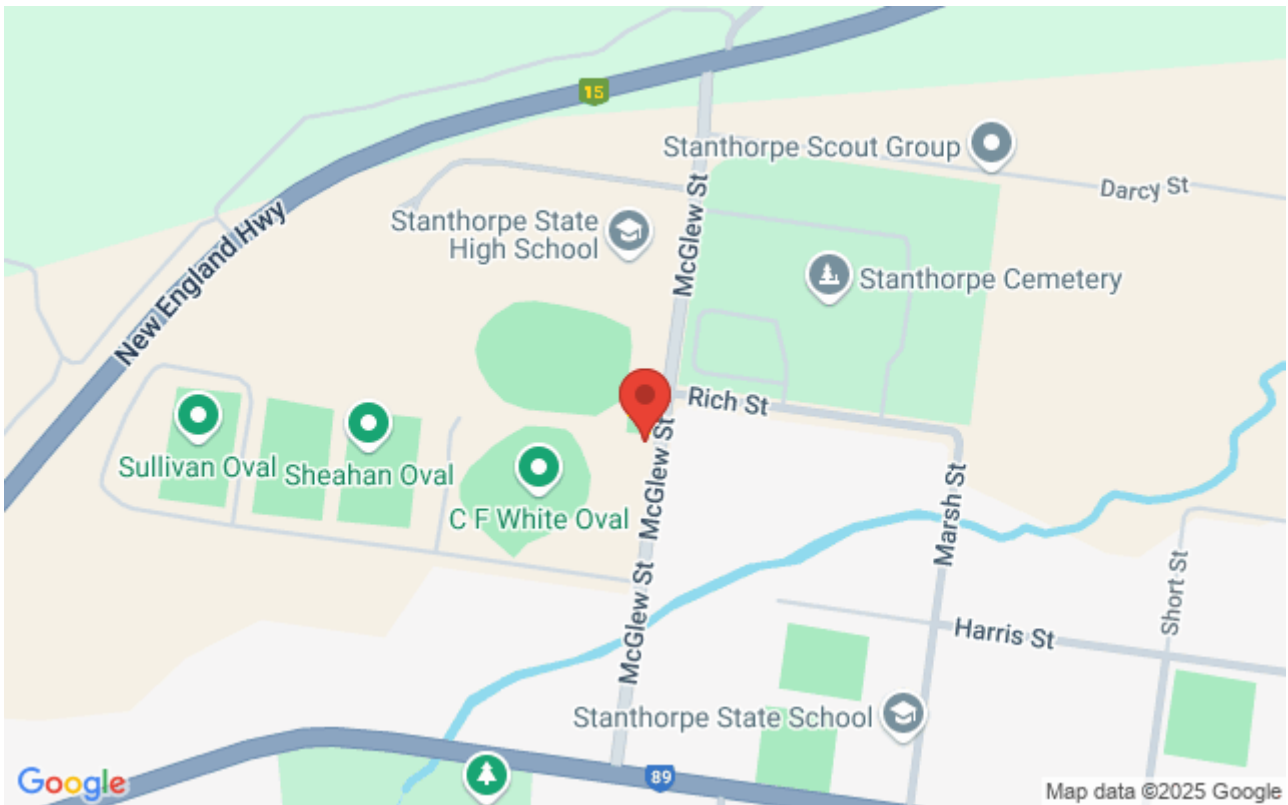 15
Stanthorpe Scout Group
Darcy St
McGlew St
New England Hwy
Stanthorpe State
High School
Stanthorpe Cemetery
Rich St
Sullivan Oval
Sheahan Oval
C F White Oval
McGlew St
Marsh St
McGlew St
Short St
Harris St
Stanthorpe State School
89
Google
Map data ©2025 Google